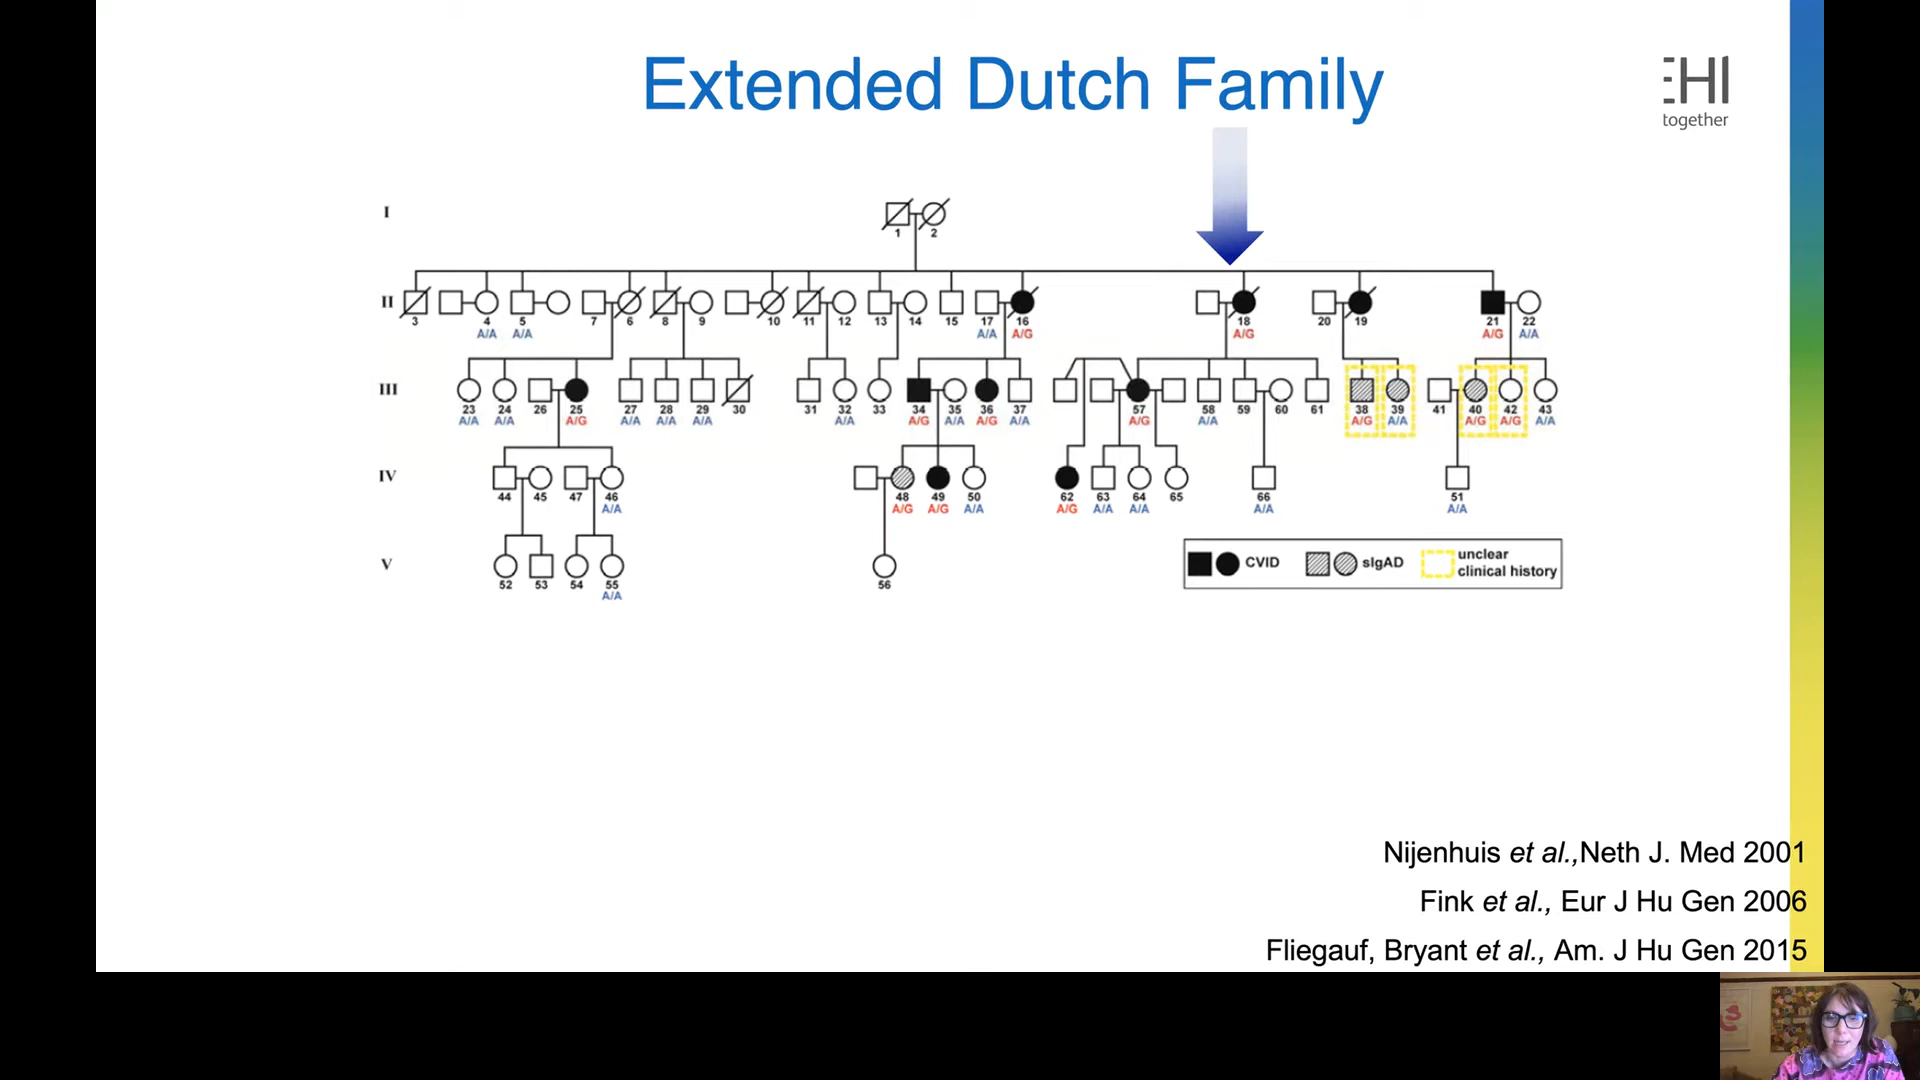 Extended Dutch Family
EHI
together
I
1 2
II
3 4 5 7 6 8 9 10 11 12 13 14 15 17 16 18 20 19 21 22
A/A A/A A/A A/G A/G A/G A/A
III
23 24 26 25 27 28 29 30 31 32 33 34 35 36 37 57 58 59 60 61 38 39 41 40 42 43
A/A A/A A/G A/A A/A A/A A/A A/G A/A A/G A/A A/G A/A A/G A/A A/G A/G A/A
IV
44 45 47 46 48 49 50 62 63 64 65 66 51
A/A A/G A/G A/A A/G A/A A/A A/A A/A
V
52 53 54 55 56
A/A
CVID sIgAD unclear
clinical history
Nijenhuis et al.,Neth J. Med 2001
Fink et al., Eur J Hu Gen 2006
Fliegauf, Bryant et al., Am. J Hu Gen 2015